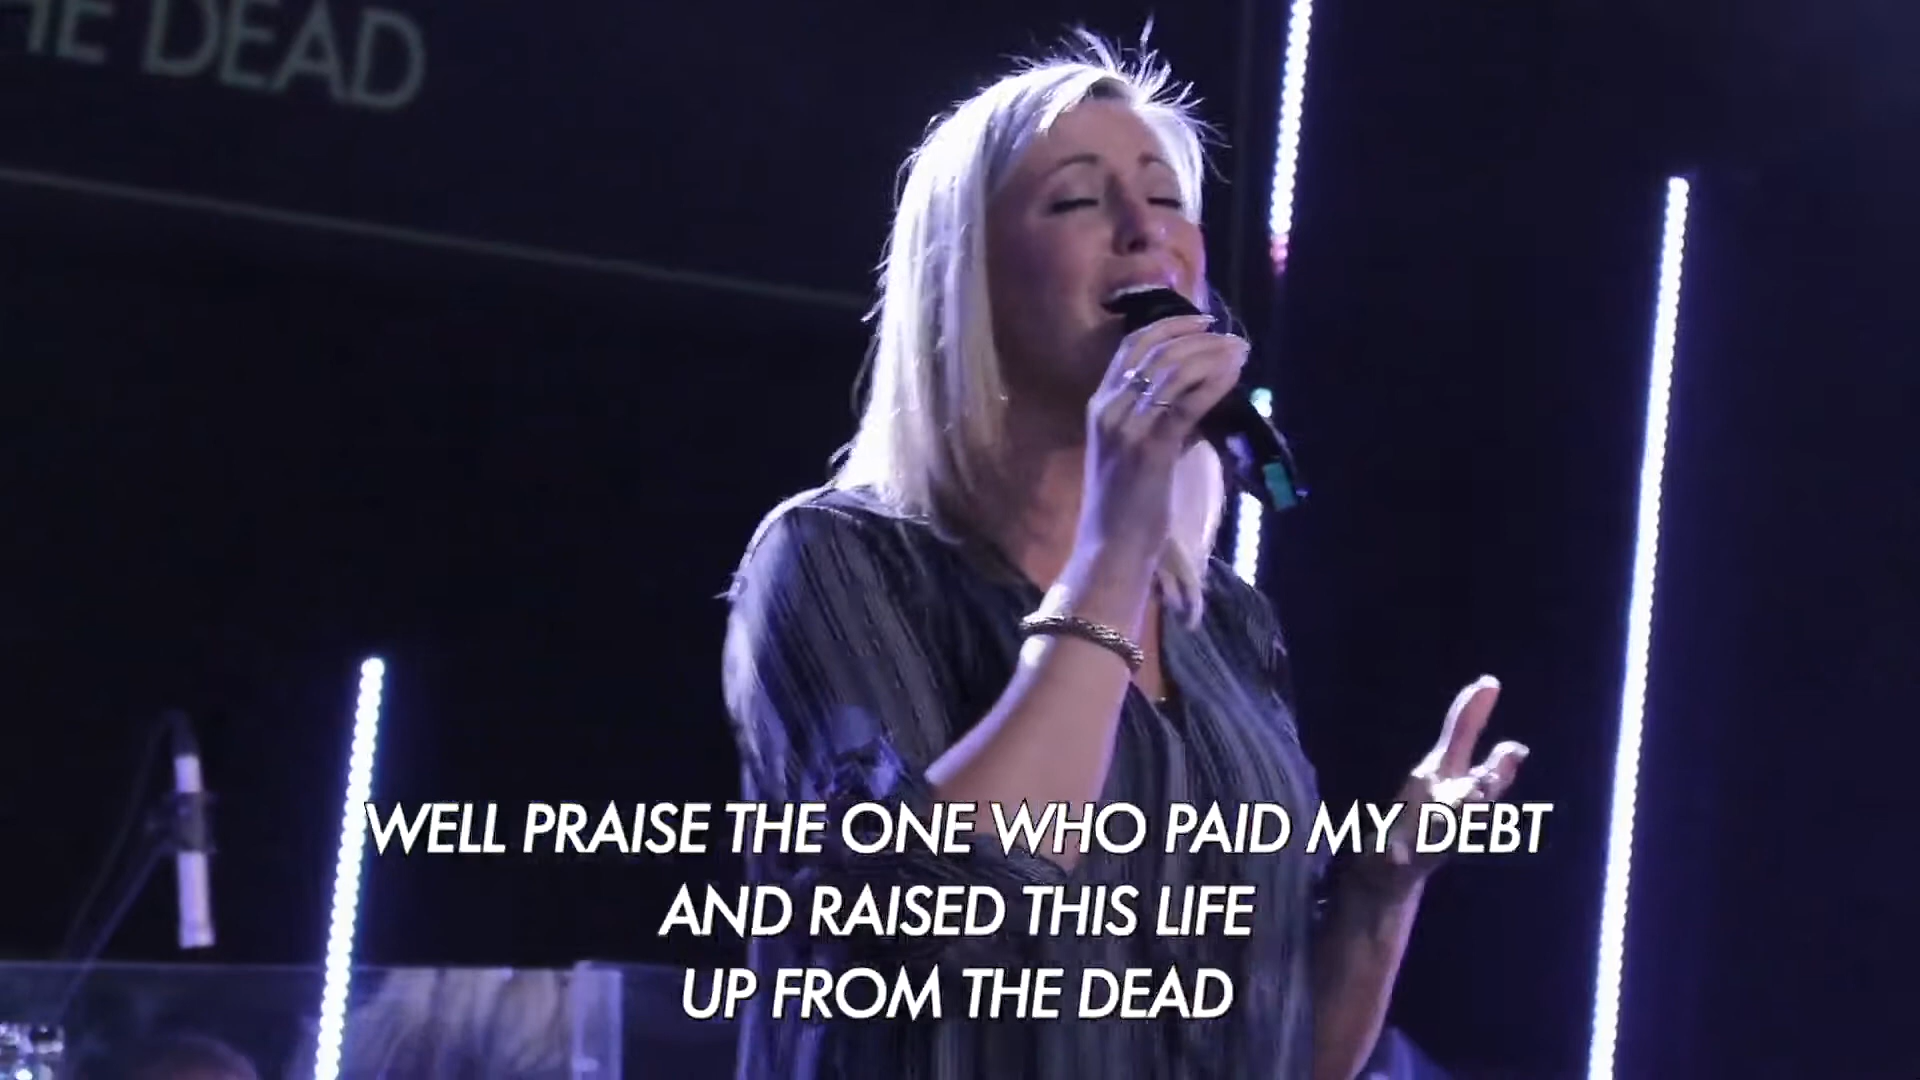 HE DEAD
WELL PRAISE THE ONE WHO PAID MY DEBT
AND RAISED THIS LIFE
UP FROM THE DEAD